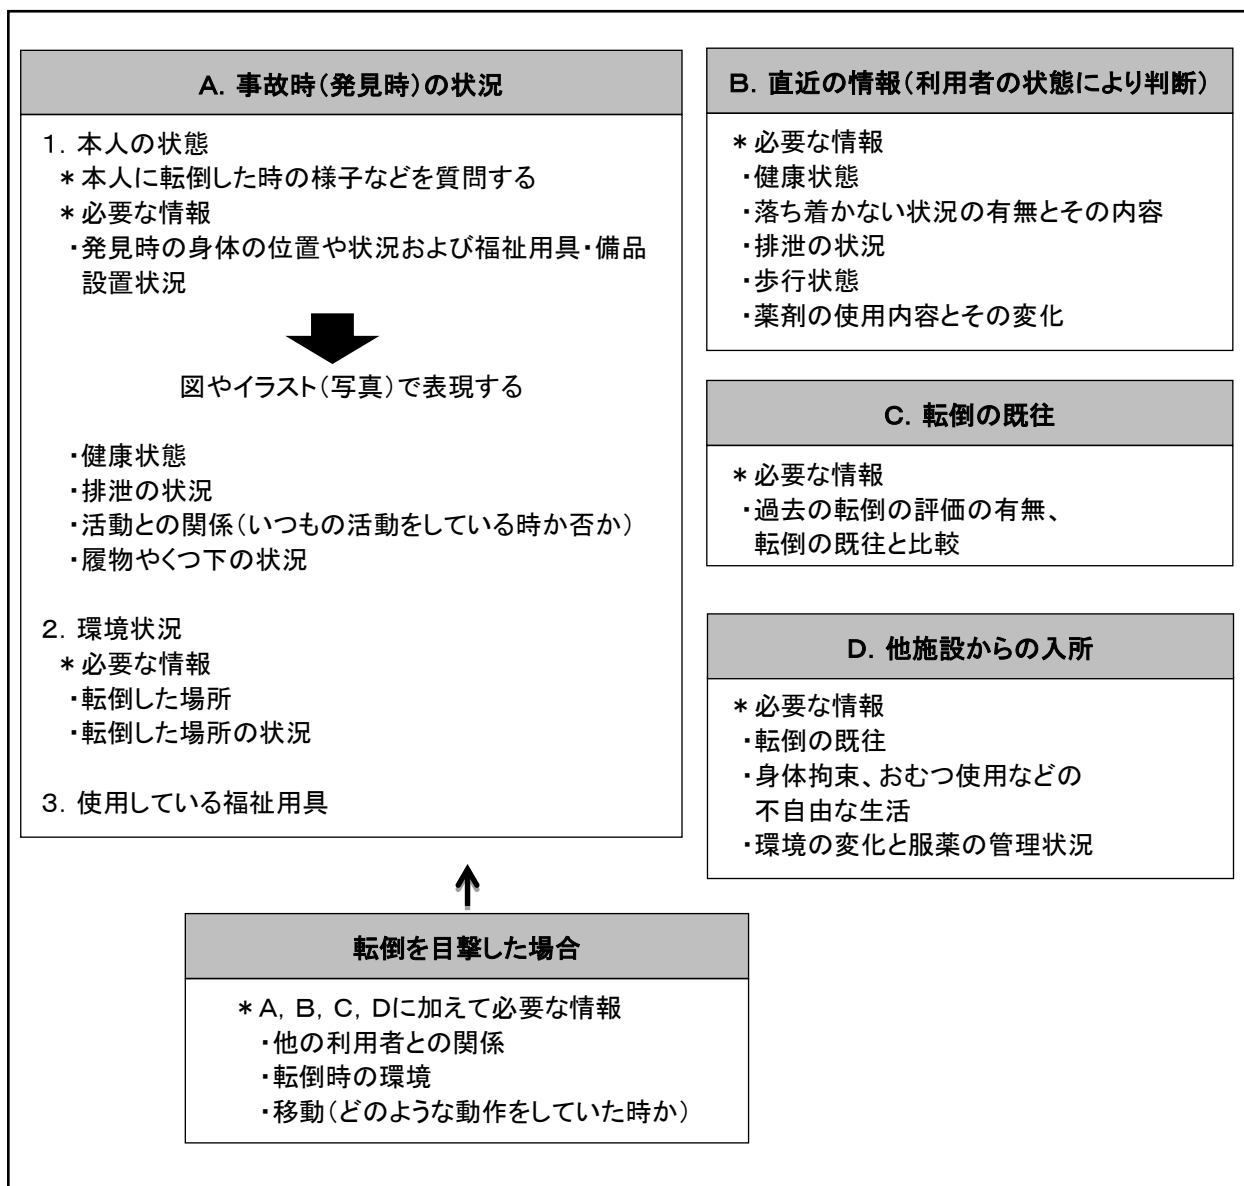 A．事故時（発見時）の状況
1．本人の状態
＊本人に転倒した時の様子などを質問する
＊必要な情報
・発見時の身体の位置や状況および福祉用具・備品
設置状況
図やイラスト（写真）で表現する
・健康状態
・排泄の状況
・活動との関係（いつもの活動をしている時か否か）
・履物やくつ下の状況
2．環境状況
＊必要な情報
・転倒した場所
・転倒した場所の状況
3．使用している福祉用具
B．直近の情報（利用者の状態により判断）
＊必要な情報
・健康状態
・落ち着かない状況の有無とその内容
・排泄の状況
・歩行状態
・薬剤の使用内容とその変化
C．転倒の既往
＊必要な情報
・過去の転倒の評価の有無、
転倒の既往と比較
D．他施設からの入所
＊必要な情報
・転倒の既往
・身体拘束、おむつ使用などの
不自由な生活
・環境の変化と服薬の管理状況
転倒を目撃した場合
＊A，B，C，Dに加えて必要な情報
・他の利用者との関係
・転倒時の環境
・移動（どのような動作をしていた時か）